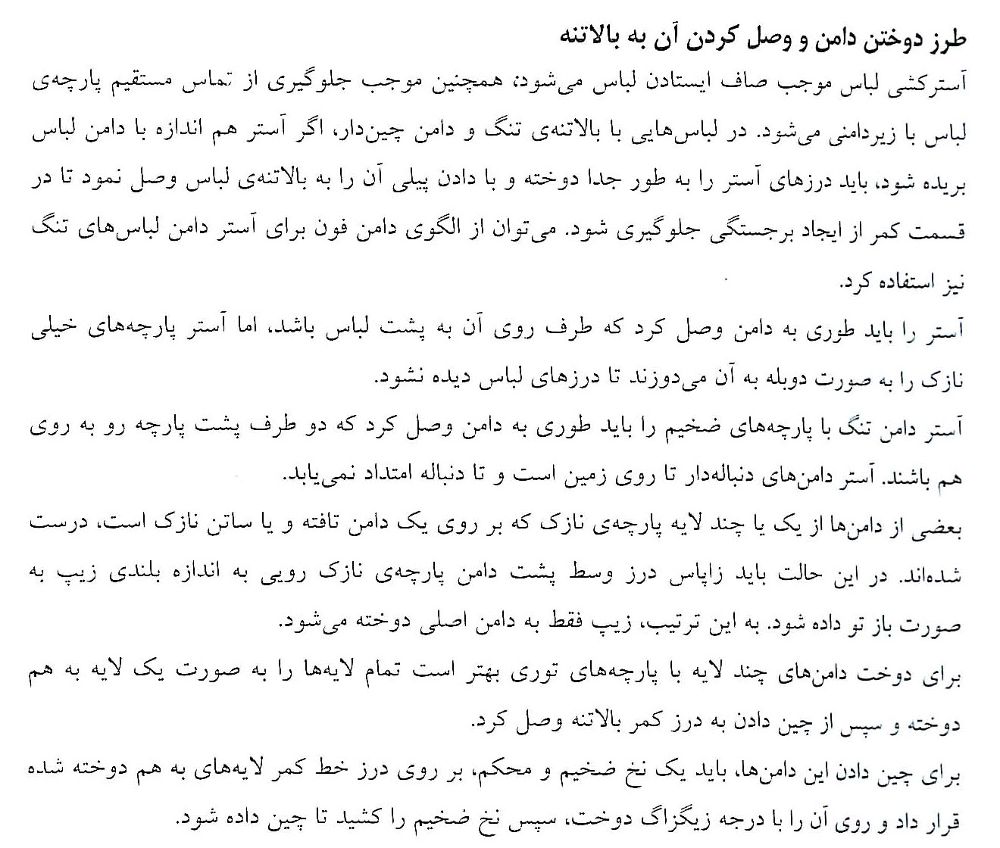 طرز دوختن دامن و وصل کردن آن به بالاتنه
آسترکشی لباس موجب صاف ایستادن لباس می‌شود؛ همچنین موجب جلوگیری از تماس مستقیم پارچه‌ی
لباس با زیردامنی می‌شود. در لباس‌هایی با بالاتنه‌ی تنگ و دامن چین‌دار، اگر آستر هم اندازه با دامن لباس
بریده شود، باید درزهای آستر را به طور جدا دوخته و با دادن پیلی آن را به بالاتنه‌ی لباس وصل نمود تا در
قسمت کمر از ایجاد برجستگی جلوگیری شود. می‌توان از الگوی دامن فون برای آستر دامن لباس‌های تنگ
نیز استفاده کرد.
آستر را باید طوری به دامن وصل کرد که طرف روی آن به پشت لباس باشد، اما آستر پارچه‌های خیلی
نازک را به صورت دوبله به آن می‌دوزند تا درزهای لباس دیده نشود.
آستر دامن تنگ با پارچه‌های ضخیم را باید طوری به دامن وصل کرد که دو طرف پشت پارچه رو به روی
هم باشند. آستر دامن‌های دنباله‌دار تا روی زمین است و تا دنباله امتداد نمی‌یابد.
بعضی از دامن‌ها از یک یا چند لایه پارچه‌ی نازک که بر روی یک دامن تافته و یا ساتن نازک است، درست
شده‌اند. در این حالت باید زاپاس درز وسط پشت دامن پارچه‌ی نازک رویی به اندازه بلندی زیپ به
صورت باز تو داده شود. به این ترتیب، زیپ فقط به دامن اصلی دوخته می‌شود.
برای دوخت دامن‌های چند لایه با پارچه‌های توری بهتر است تمام لایه‌ها را به صورت یک لایه به هم
دوخته و سپس از چین دادن به درز کمر بالاتنه وصل کرد.
برای چین دادن این دامن‌ها، باید یک نخ ضخیم و محکم، بر روی درز خط کمر لایه‌های به هم دوخته شده
قرار داد و روی آن را با درجه زیگزاگ دوخت، سپس نخ ضخیم را کشید تا چین داده شود.